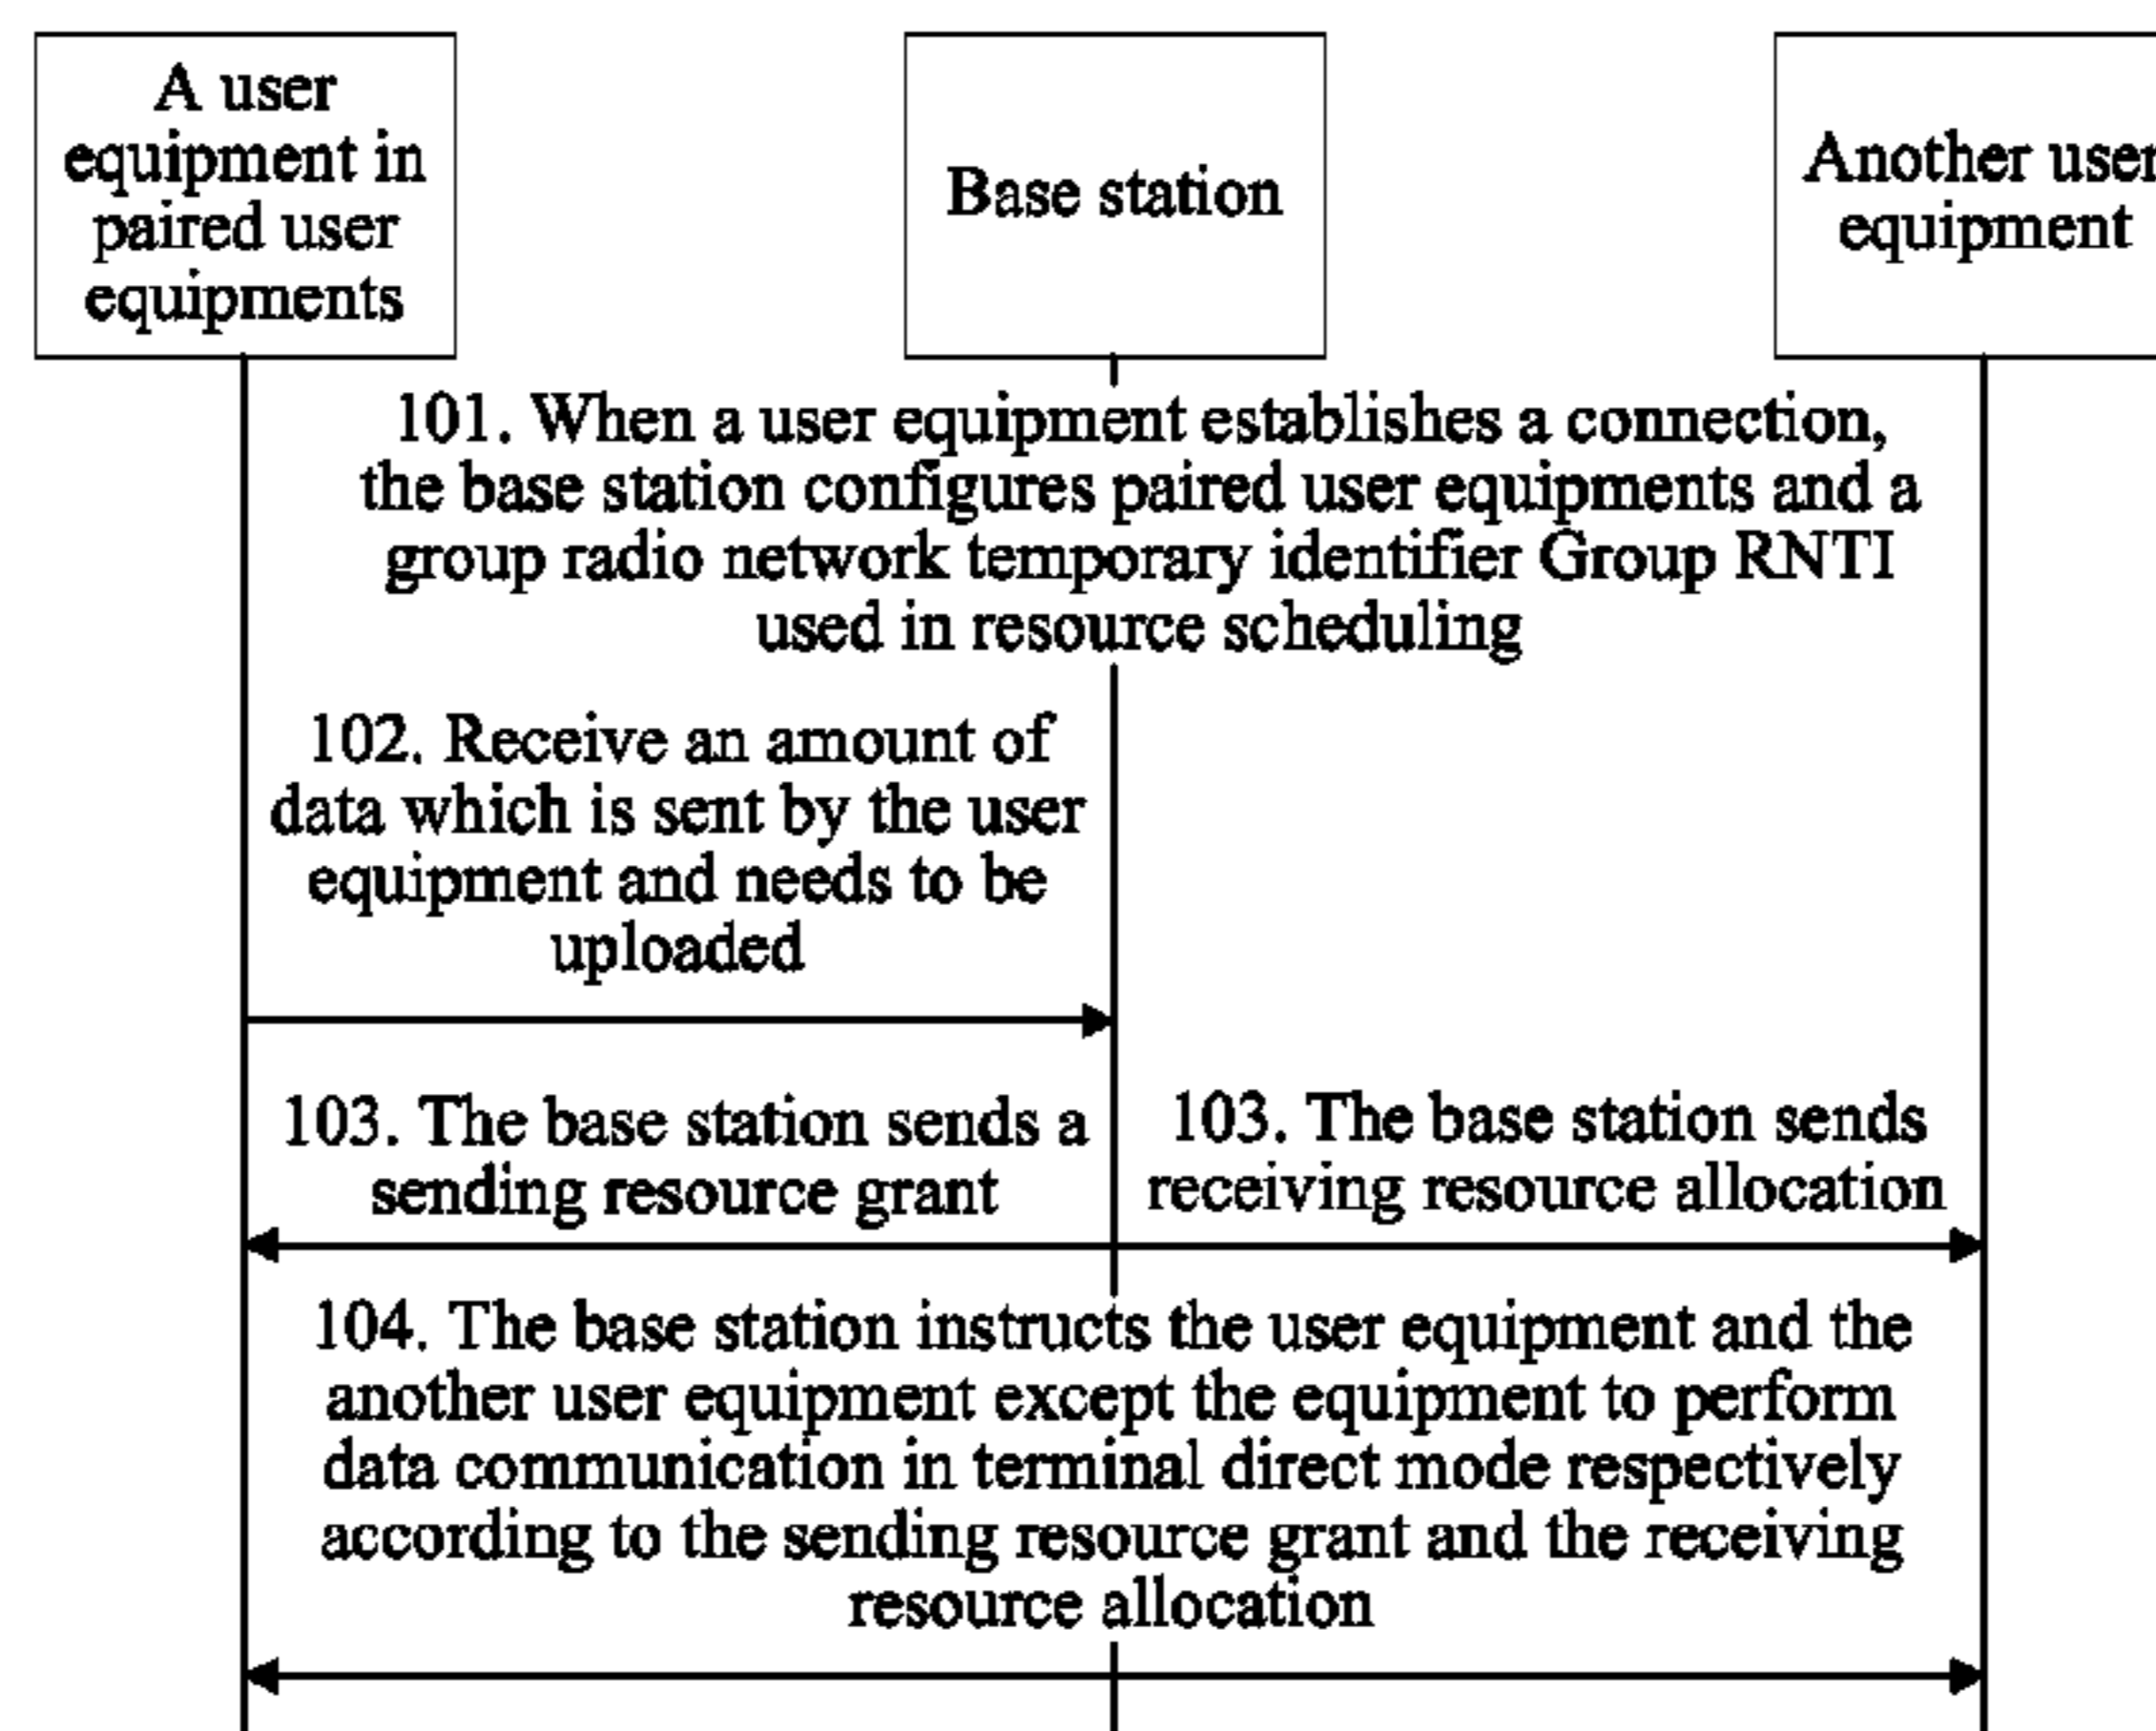 A user
equipment in
paired user
equipments
Base station
Another user
equipment
101. When a user equipment establishes a connection,
the base station configures paired user equipments and a
group radio network temporary identifier Group RNTI
used in resource scheduling
102. Receive an amount of
data which is sent by the user
equipment and needs to be
uploaded
103. The base station sends a
sending resource grant
103. The base station sends
receiving resource allocation
104. The base station instructs the user equipment and the
another user equipment except the equipment to perform
data communication in terminal direct mode respectively
according to the sending resource grant and the receiving
resource allocation